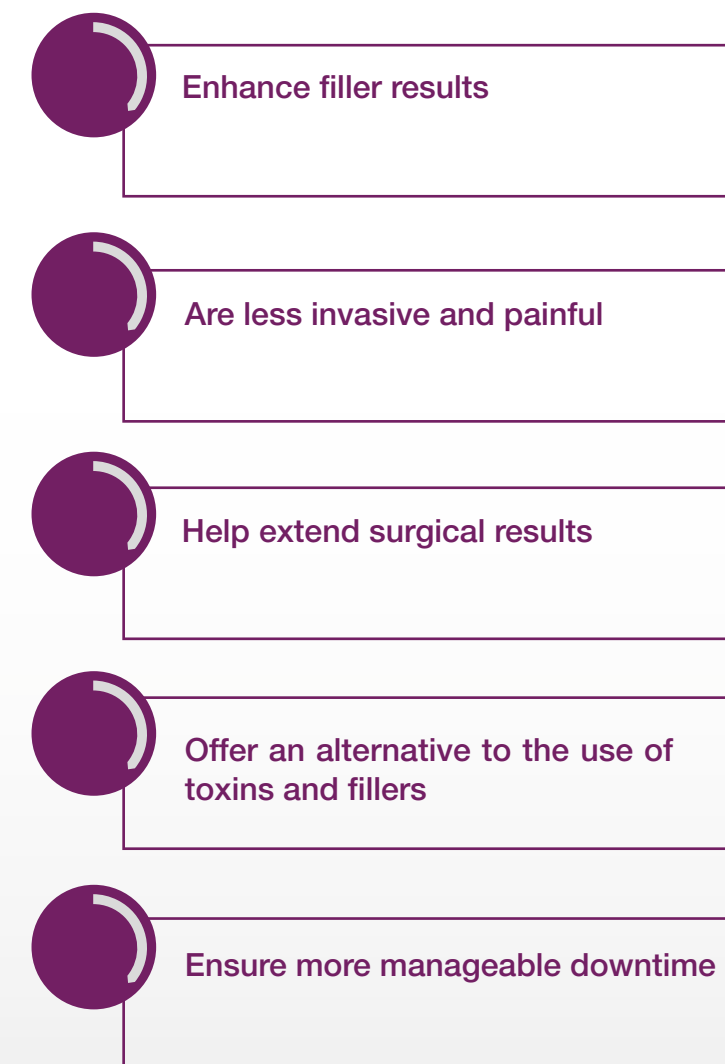 Enhance filler results
Are less invasive and painful
Help extend surgical results
Offer an alternative to the use of
toxins and fillers
Ensure more manageable downtime